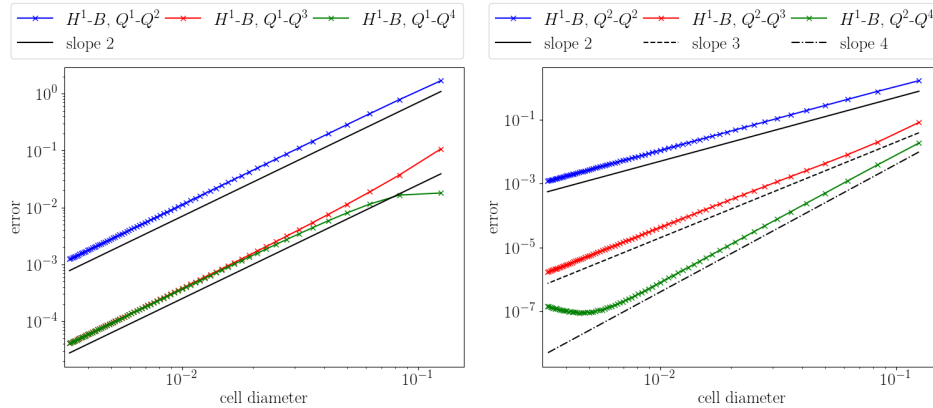 H¹-B, Q¹-Q² H¹-B, Q¹-Q³ H¹-B, Q¹-Q⁴
slope 2
10⁰
10⁻¹
10⁻²
10⁻³
10⁻⁴
error
10⁻² 10⁻¹
cell diameter
H¹-B, Q²-Q² H¹-B, Q²-Q³ H¹-B, Q²-Q⁴
slope 2 slope 3 slope 4
10⁻¹
10⁻³
10⁻⁵
10⁻⁷
error
10⁻² 10⁻¹
cell diameter